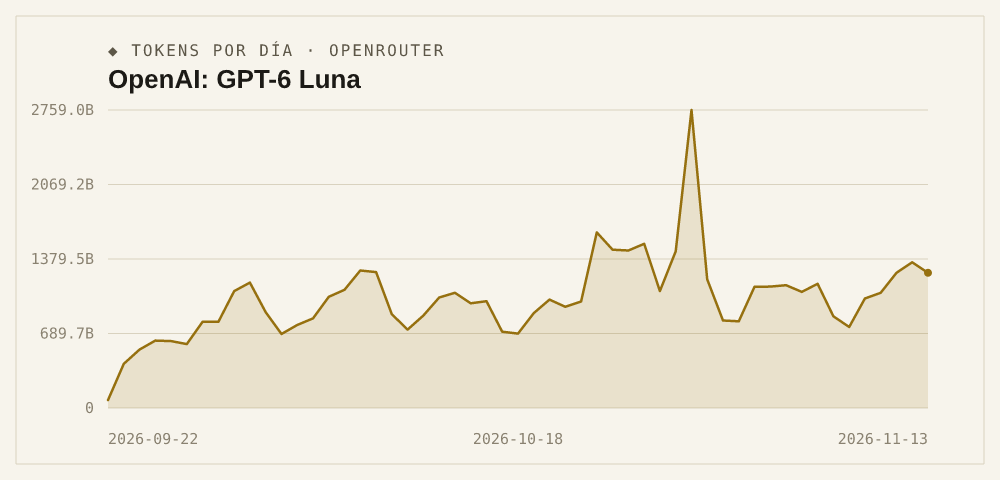 ◆ TOKENS POR DÍA · OPENROUTER
OpenAI: GPT-6 Luna
2759.0B
2069.2B
1379.5B
689.7B
0
2026-09-22
2026-10-18
2026-11-13